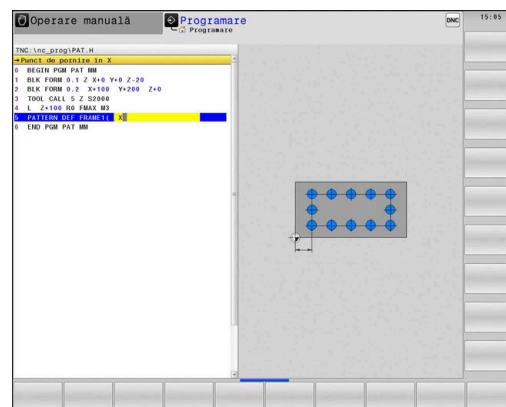 Operare manuală
Programare
Programare
DNC
15:05
TNC:\nc_prog\PAT.H
→Punct de pornire în X
0 BEGIN PGM PAT MM
1 BLK FORM 0.1 Z X+0 Y+0 Z-20
2 BLK FORM 0.2 X+100 Y+200 Z+0
3 TOOL CALL 5 Z S2000
4 L Z+100 R0 FMAX M3
5 PATTERN DEF FRAME1( X
6 END PGM PAT MM